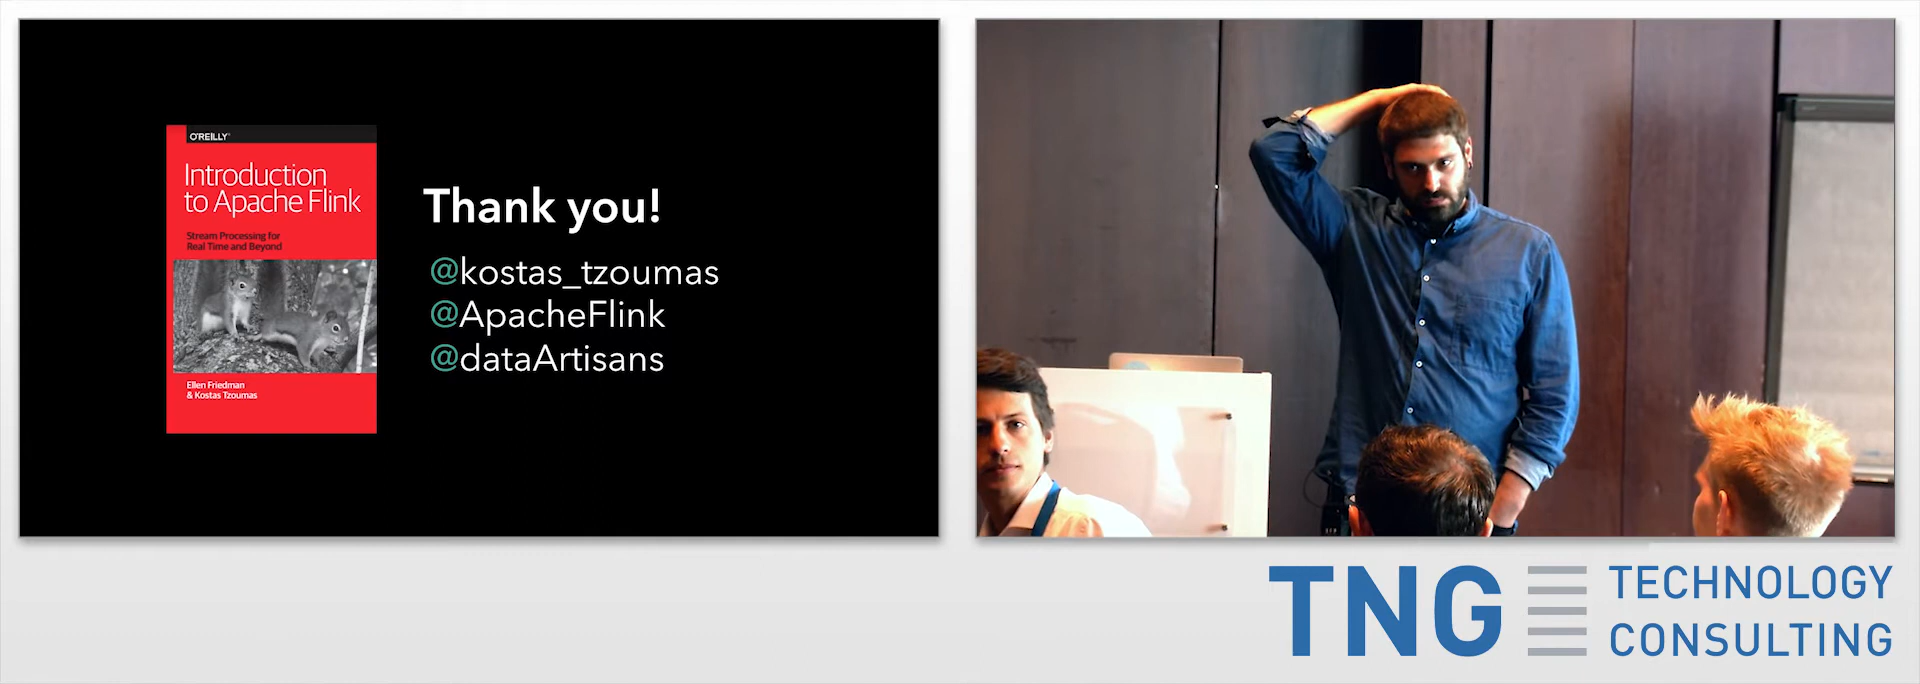 O'REILLY®
Introduction
to Apache Flink
Stream Processing for
Real Time and Beyond
Ellen Friedman
& Kostas Tzoumas
Thank you!
@kostas_tzoumas
@ApacheFlink
@dataArtisans
TNG TECHNOLOGY
CONSULTING